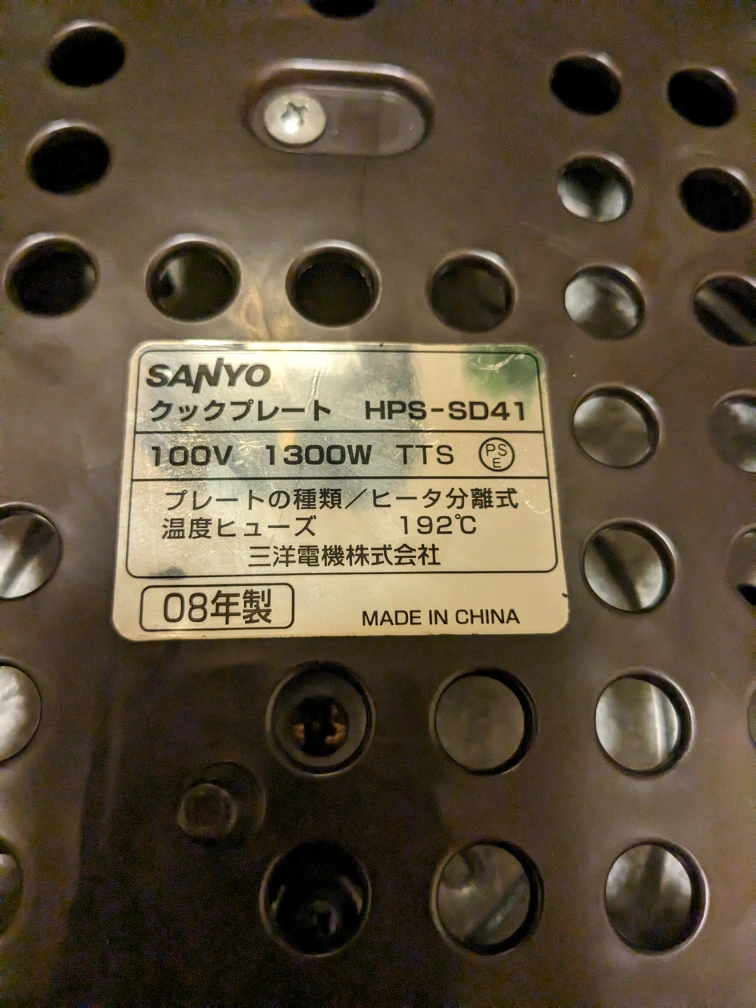 SANYO
クックプレート HPS-SD41
100V 1300W TTS PSE
プレートの種類／ヒータ分離式
温度ヒューズ 192℃
三洋電機株式会社
08年製
MADE IN CHINA